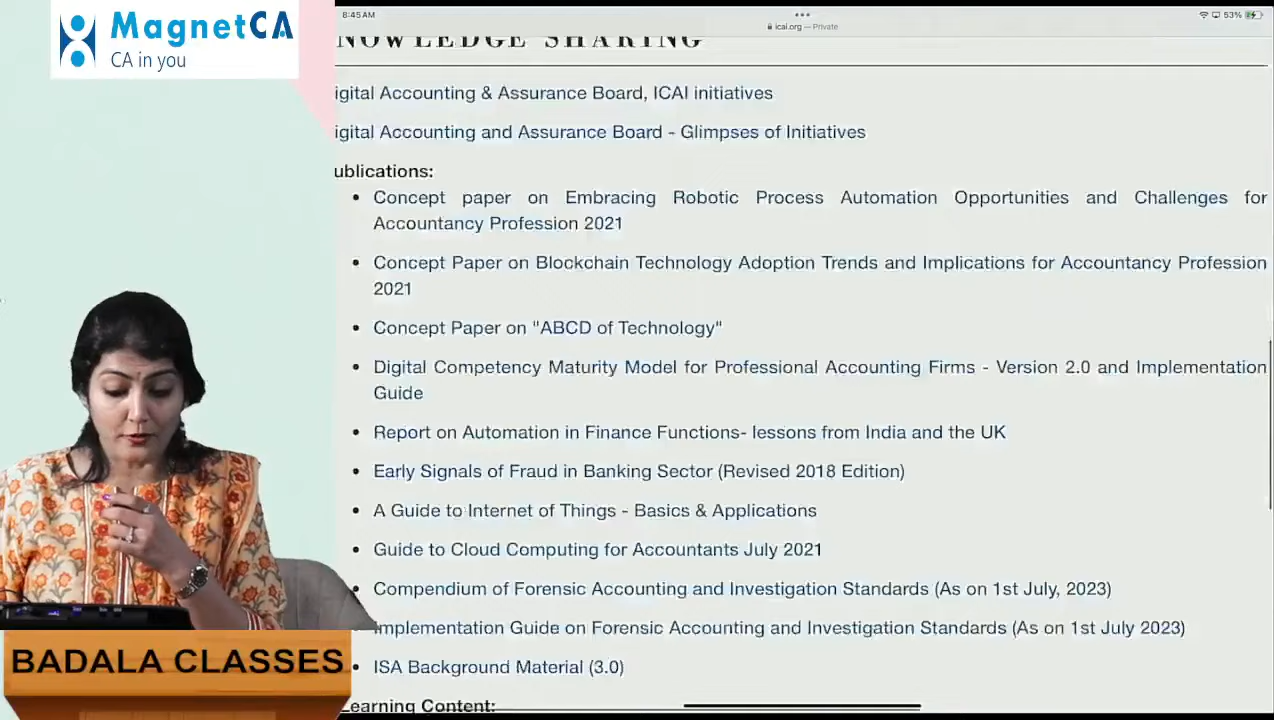 MagnetCA
CA in you
8:45 AM
icai.org — Private
53%
NOWLEDGE SHARING
igital Accounting & Assurance Board, ICAI initiatives
igital Accounting and Assurance Board - Glimpses of Initiatives
ublications:
• Concept paper on Embracing Robotic Process Automation Opportunities and Challenges for
Accountancy Profession 2021
• Concept Paper on Blockchain Technology Adoption Trends and Implications for Accountancy Profession
2021
• Concept Paper on "ABCD of Technology"
• Digital Competency Maturity Model for Professional Accounting Firms - Version 2.0 and Implementation
Guide
• Report on Automation in Finance Functions- lessons from India and the UK
• Early Signals of Fraud in Banking Sector (Revised 2018 Edition)
• A Guide to Internet of Things - Basics & Applications
• Guide to Cloud Computing for Accountants July 2021
• Compendium of Forensic Accounting and Investigation Standards (As on 1st July, 2023)
• Implementation Guide on Forensic Accounting and Investigation Standards (As on 1st July 2023)
• ISA Background Material (3.0)
Learning Content:
BADALA CLASSES